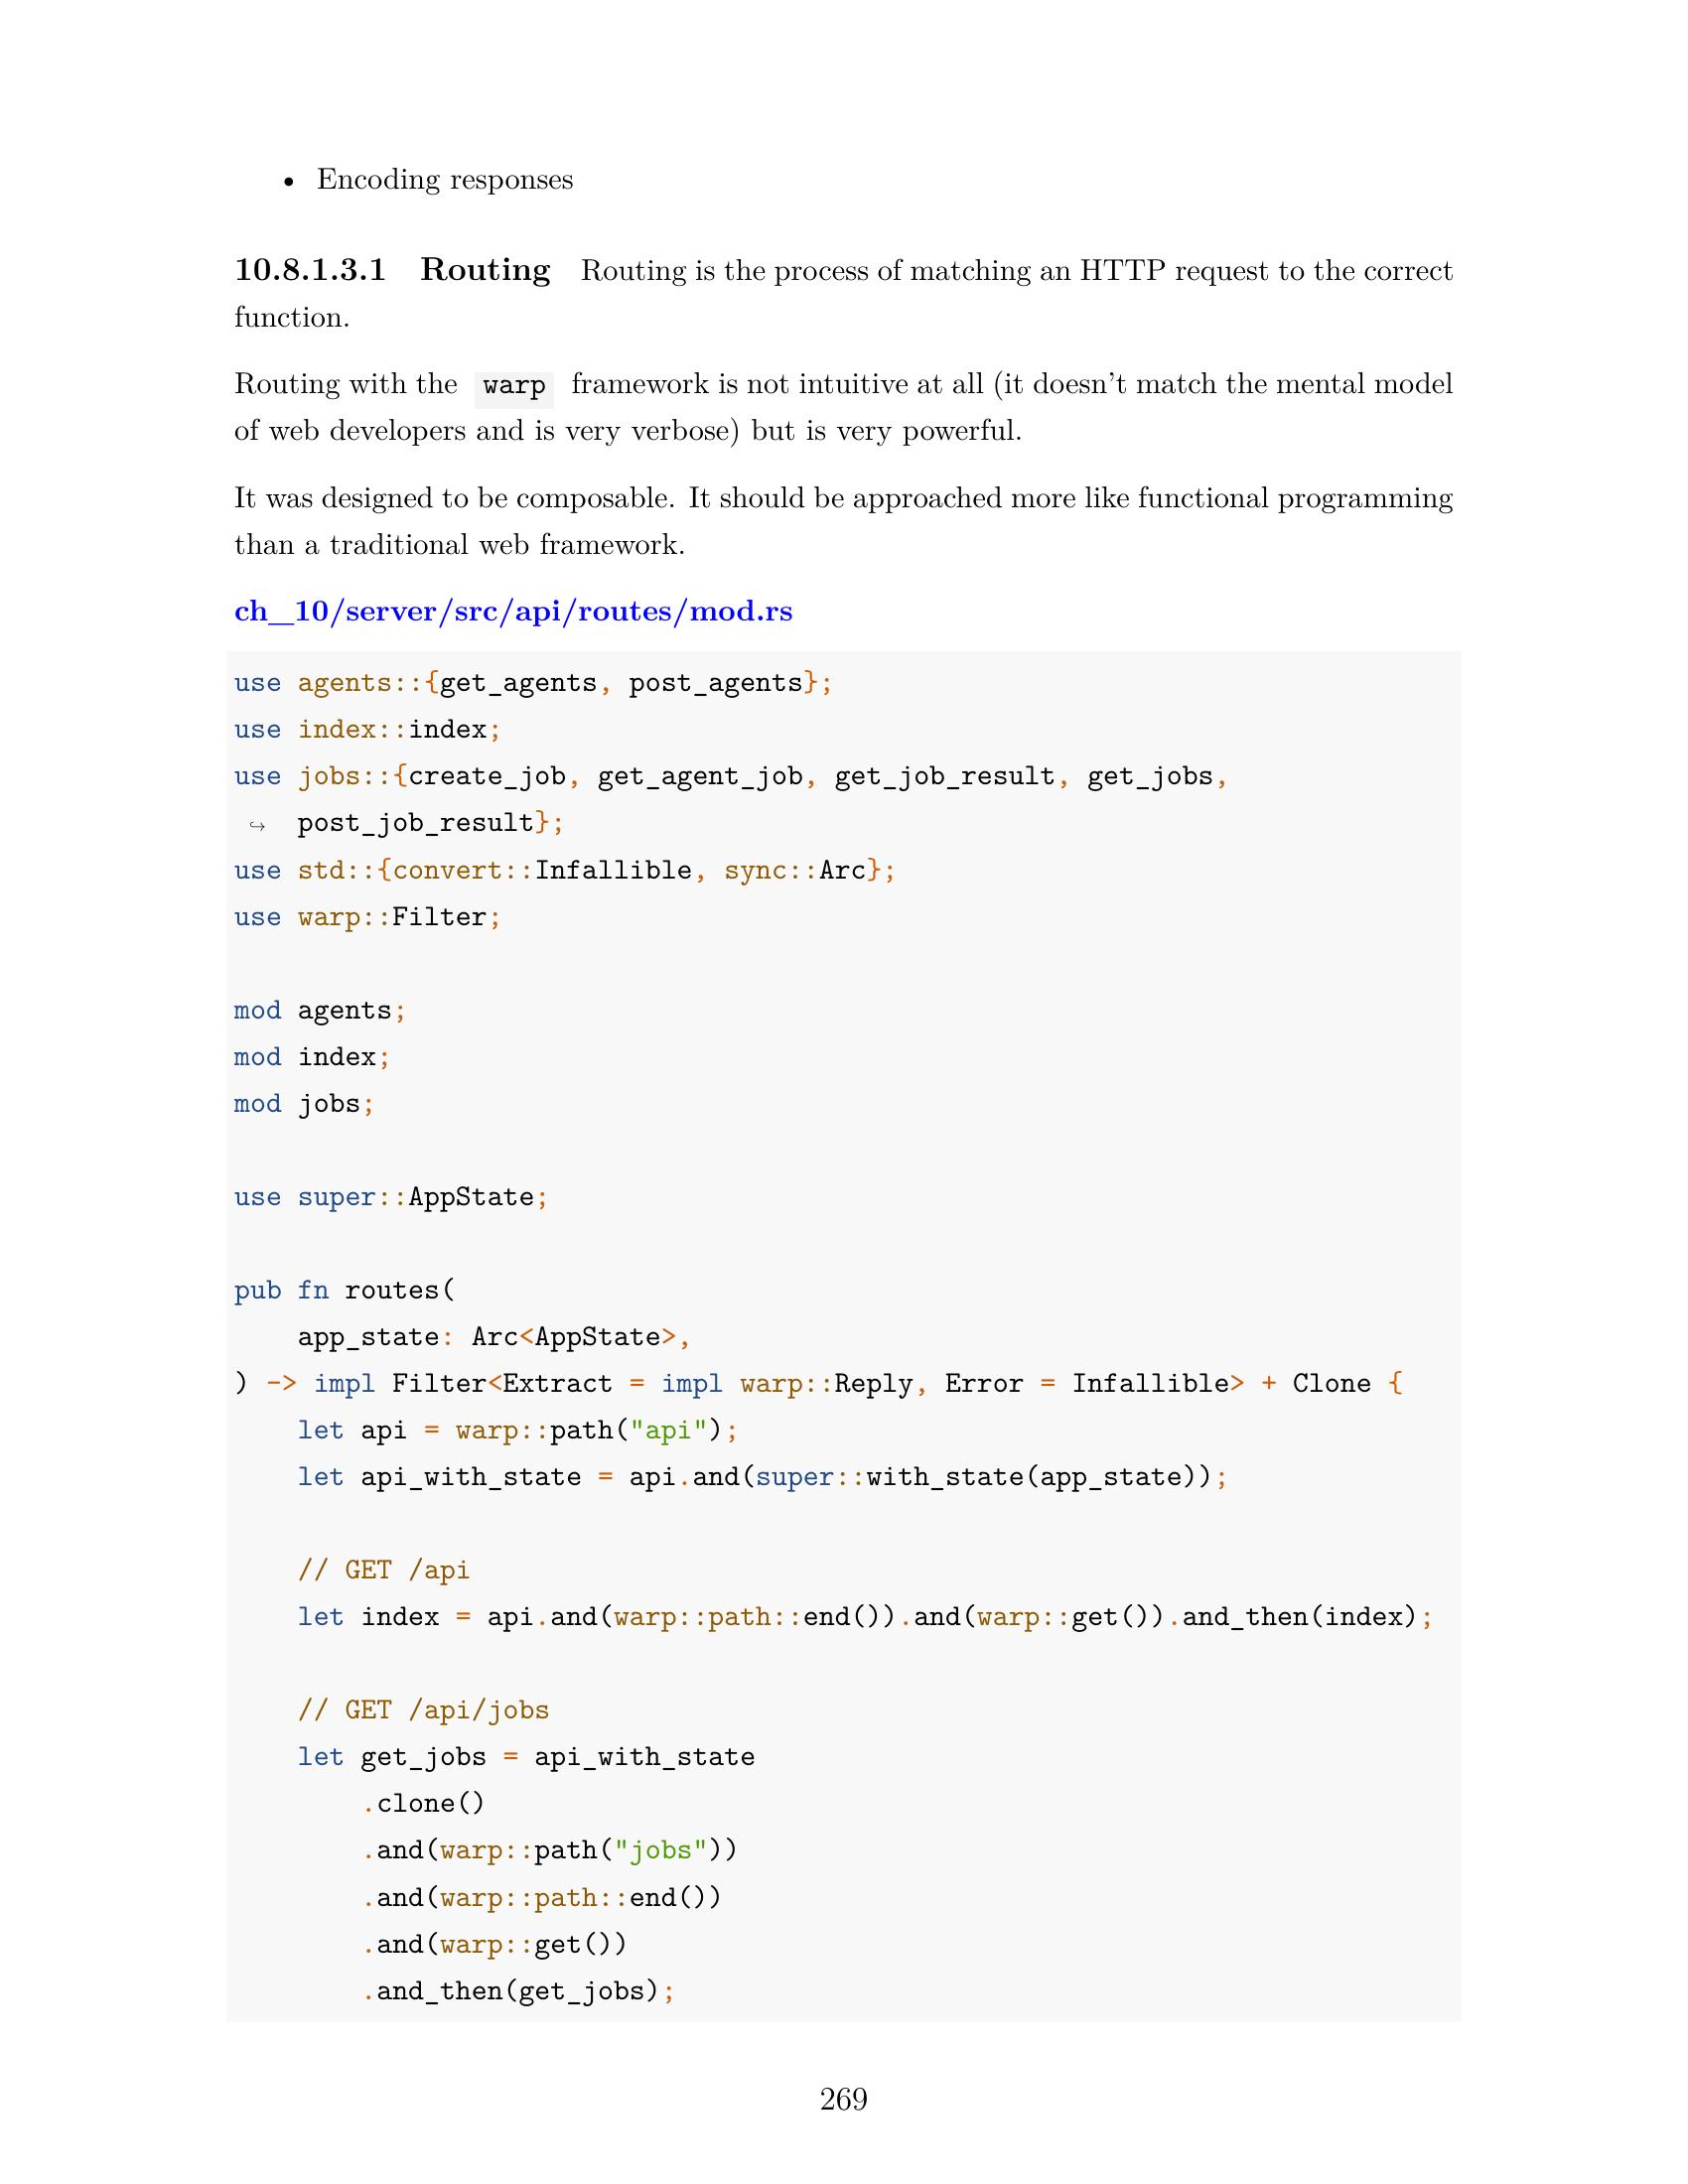 • Encoding responses
10.8.1.3.1 Routing Routing is the process of matching an HTTP request to the correct
function.
Routing with the warp framework is not intuitive at all (it doesn't match the mental model
of web developers and is very verbose) but is very powerful.
It was designed to be composable. It should be approached more like functional programming
than a traditional web framework.
ch_10/server/src/api/routes/mod.rs
use agents::{get_agents, post_agents};
use index::index;
use jobs::{create_job, get_agent_job, get_job_result, get_jobs,
↪ post_job_result};
use std::{convert::Infallible, sync::Arc};
use warp::Filter;
mod agents;
mod index;
mod jobs;
use super::AppState;
pub fn routes(
    app_state: Arc<AppState>,
) -> impl Filter<Extract = impl warp::Reply, Error = Infallible> + Clone {
    let api = warp::path("api");
    let api_with_state = api.and(super::with_state(app_state));
    // GET /api
    let index = api.and(warp::path::end()).and(warp::get()).and_then(index);
    // GET /api/jobs
    let get_jobs = api_with_state
        .clone()
        .and(warp::path("jobs"))
        .and(warp::path::end())
        .and(warp::get())
        .and_then(get_jobs);
269